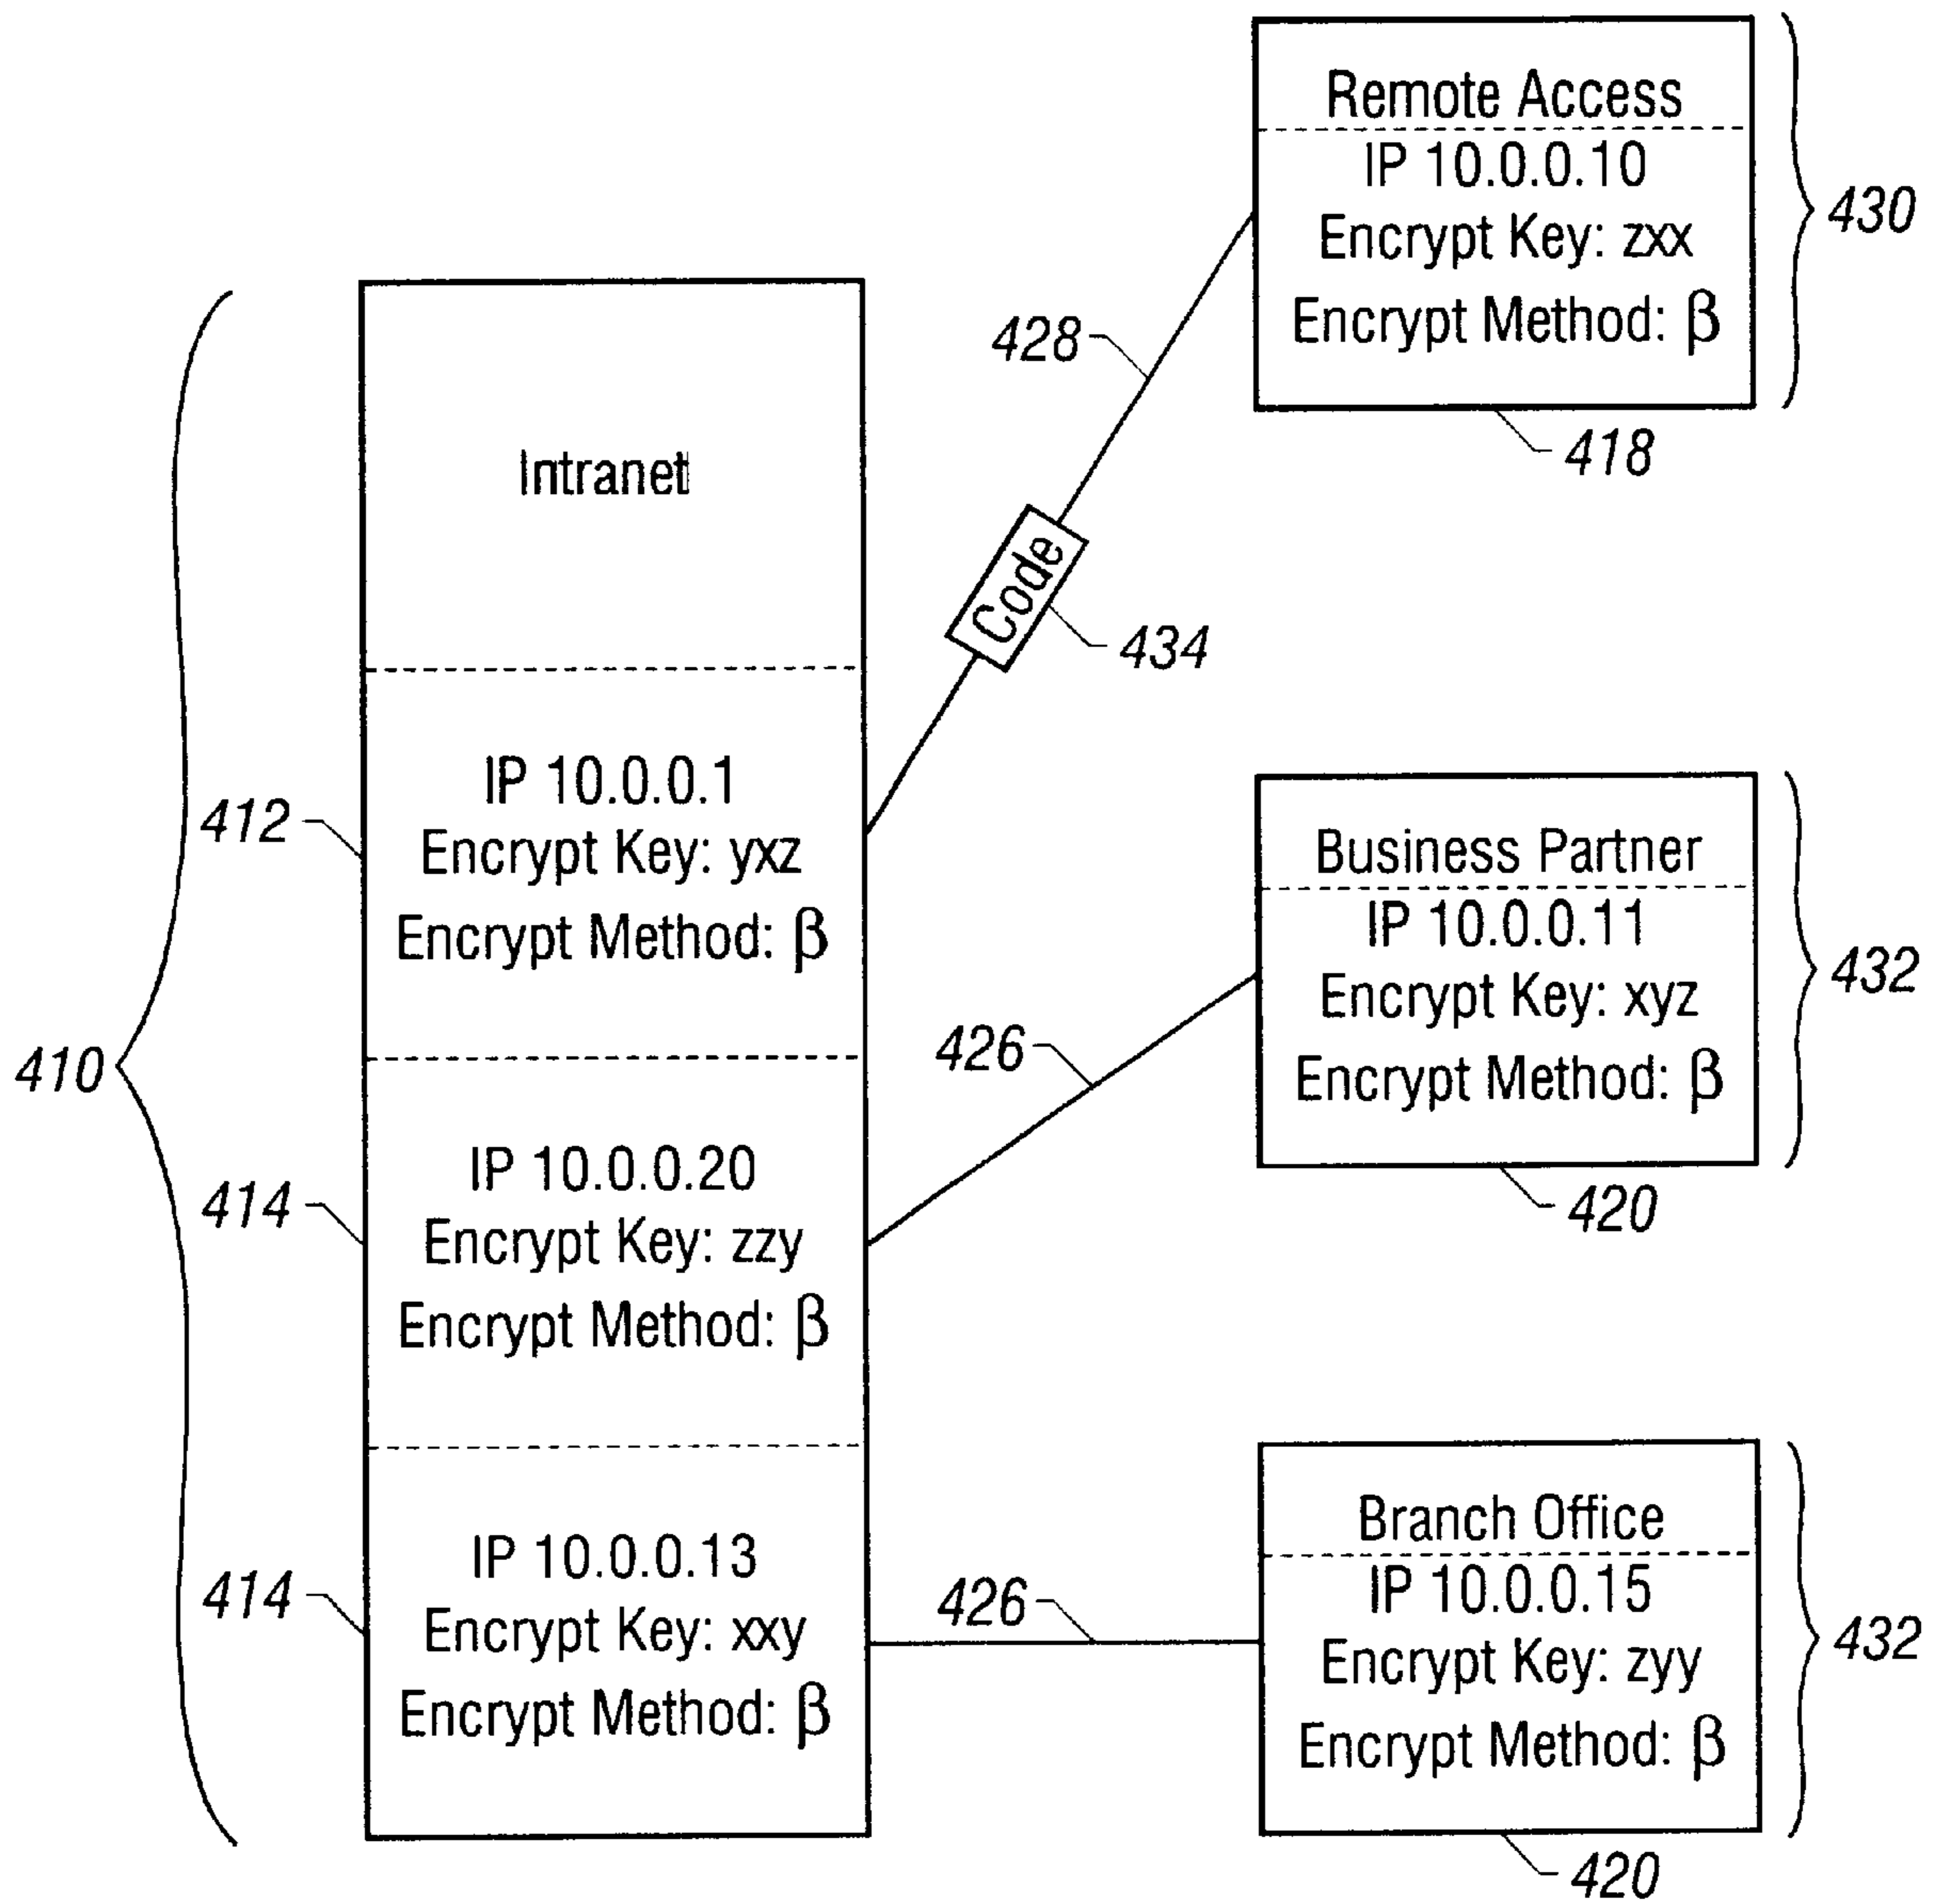 Remote Access
IP 10.0.0.10
Encrypt Key: zxx
Encrypt Method: β
430
418
428
Code
434
410
Intranet
412
IP 10.0.0.1
Encrypt Key: yxz
Encrypt Method: β
414
IP 10.0.0.20
Encrypt Key: zzy
Encrypt Method: β
414
IP 10.0.0.13
Encrypt Key: xxy
Encrypt Method: β
426
Business Partner
IP 10.0.0.11
Encrypt Key: xyz
Encrypt Method: β
432
420
426
Branch Office
IP 10.0.0.15
Encrypt Key: zyy
Encrypt Method: β
432
420